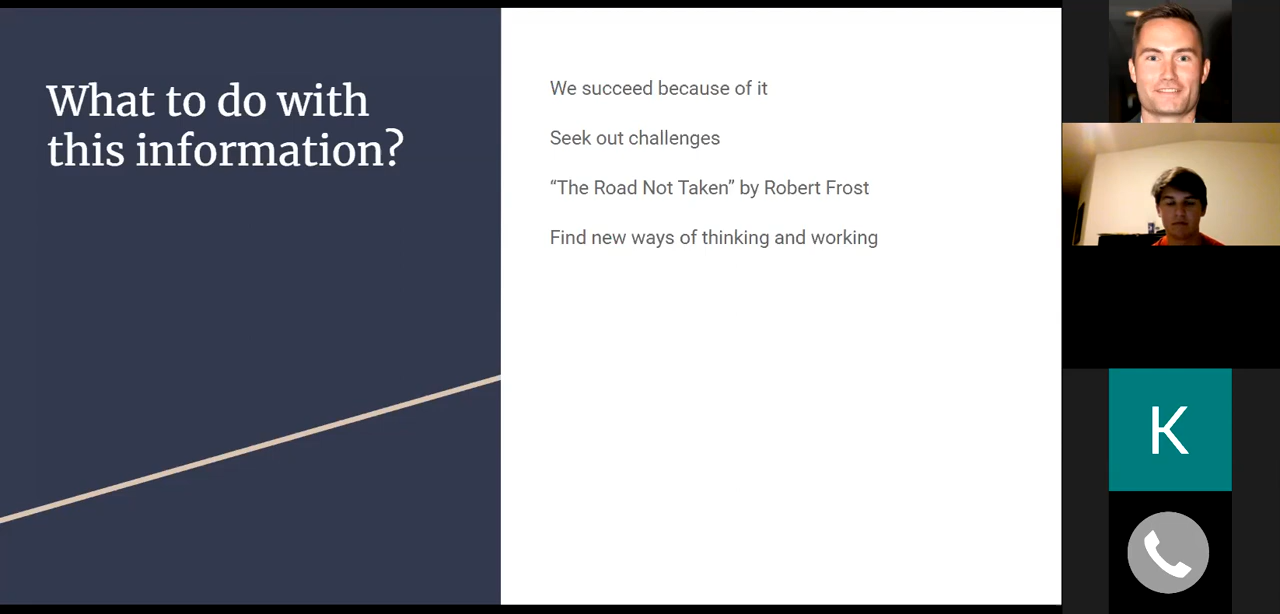 What to do with
this information?
We succeed because of it
Seek out challenges
“The Road Not Taken” by Robert Frost
Find new ways of thinking and working
K